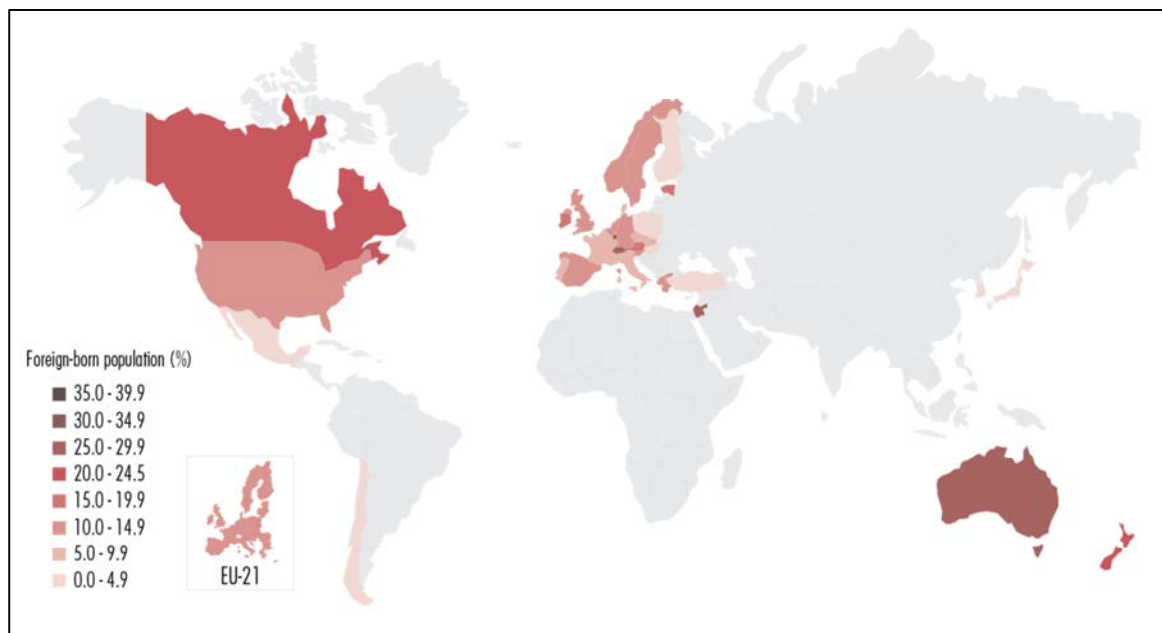 Foreign-born population (%)
35.0 - 39.9
30.0 - 34.9
25.0 - 29.9
20.0 - 24.5
15.0 - 19.9
10.0 - 14.9
5.0 - 9.9
0.0 - 4.9
EU-21